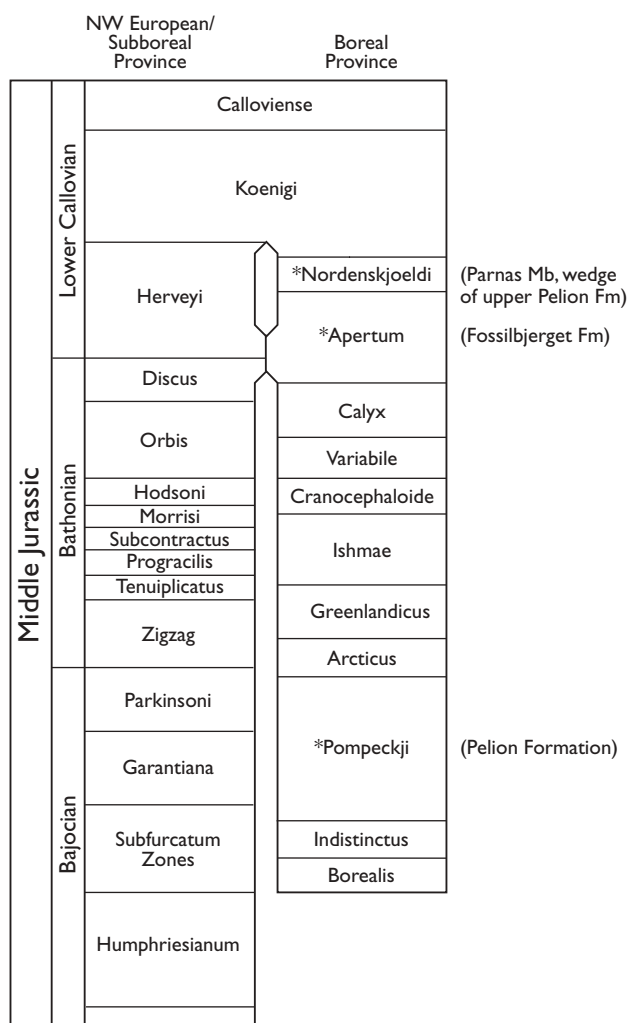 NW European/
Subboreal
Province
Boreal
Province
Middle Jurassic
Lower Callovian
Bathonian
Bajocian
Calloviense
Koenigi
Herveyi
Discus
Orbis
Hodsoni
Morrisi
Subcontractus
Progracilis
Tenuiplicatus
Zigzag
Parkinsoni
Garantiana
Subfurcatum
Zones
Humphriesianum
*Nordenskjoeldi
(Parnas Mb, wedge
of upper Pelion Fm)
*Apertum
(Fossilbjerget Fm)
Calyx
Variabile
Cranocephaloide
Ishmae
Greenlandicus
Arcticus
*Pompeckji
(Pelion Formation)
Indistinctus
Borealis